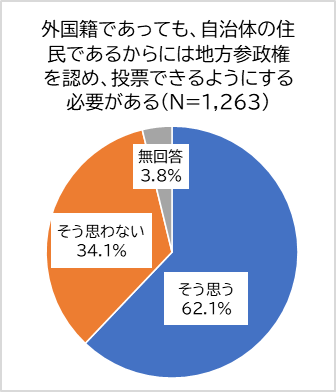 外国籍であっても、自治体の住
民であるからには地方参政権
を認め、投票できるようにする
必要がある(N=1,263)
無回答
3.8%
そう思わない
34.1%
そう思う
62.1%